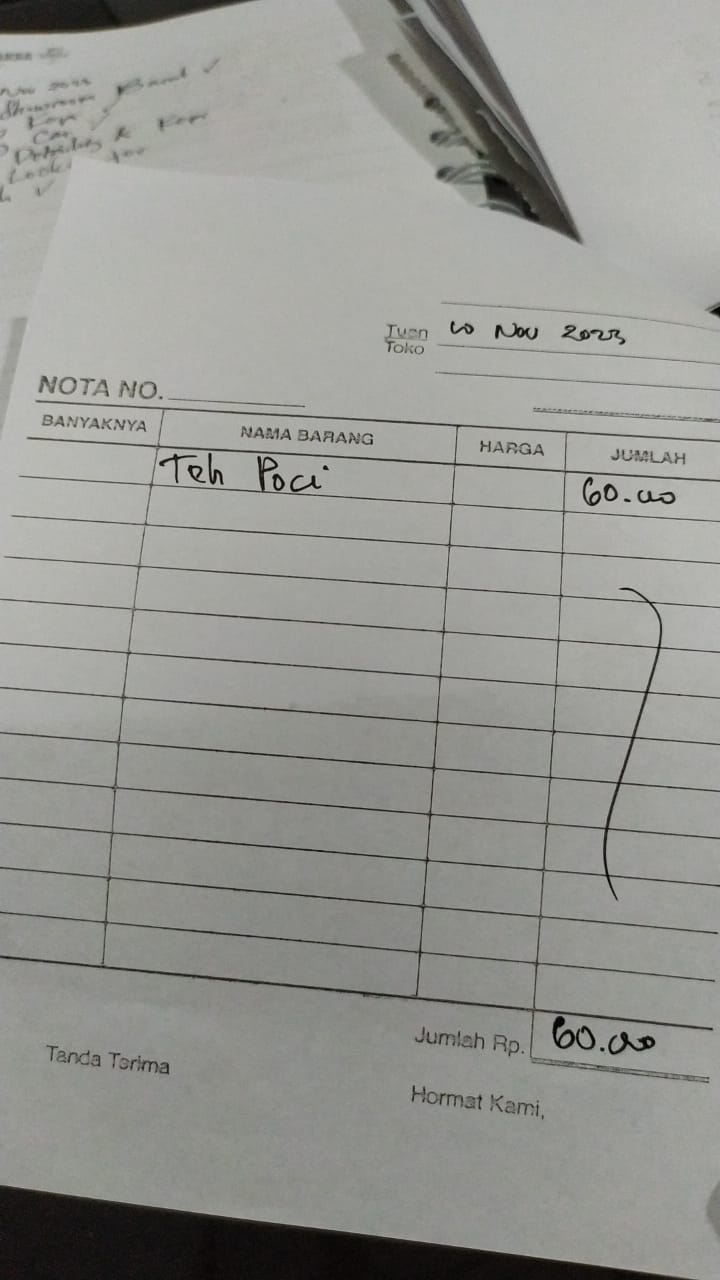 Showroom
Tuan 10 Nov 2023
Toko
NOTA NO.
BANYAKNYA NAMA BARANG HARGA JUMLAH
Teh Poci 60.000
Jumlah Rp. 60.000
Tanda Terima
Hormat Kami,